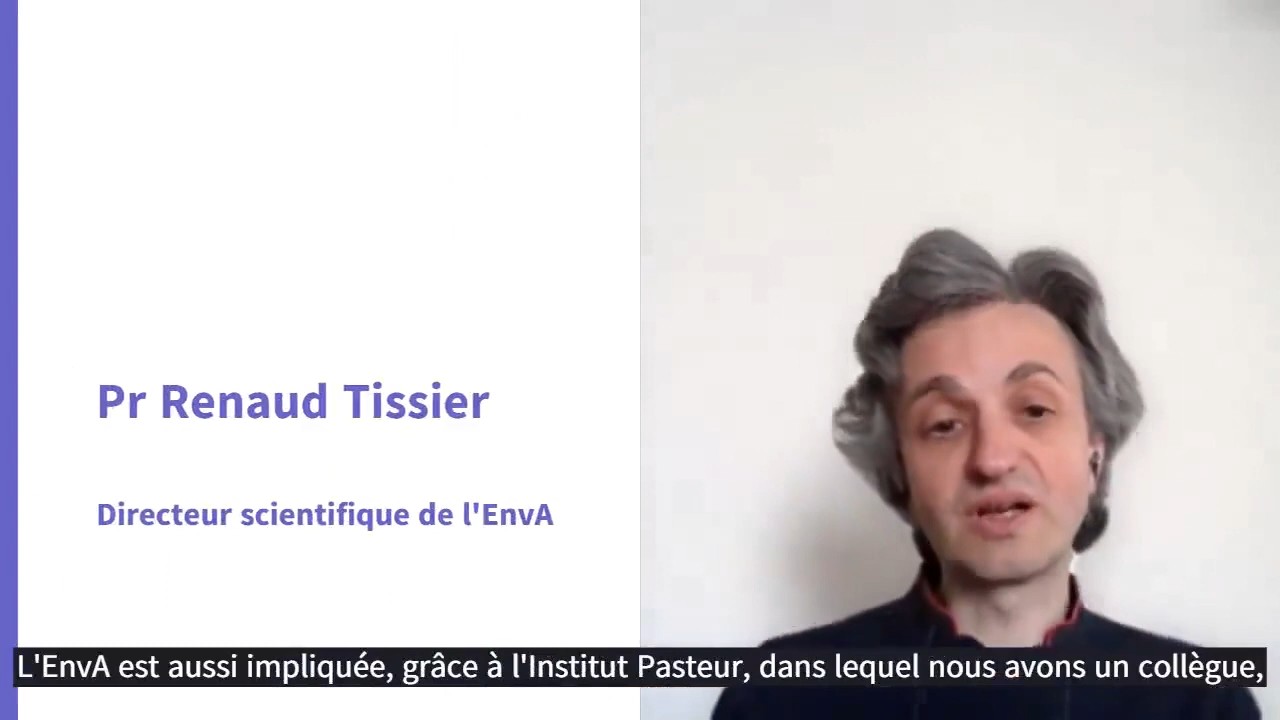 Pr Renaud Tissier
Directeur scientifique de l'EnvA
L'EnvA est aussi impliquée, grâce à l'Institut Pasteur, dans lequel nous avons un collègue,